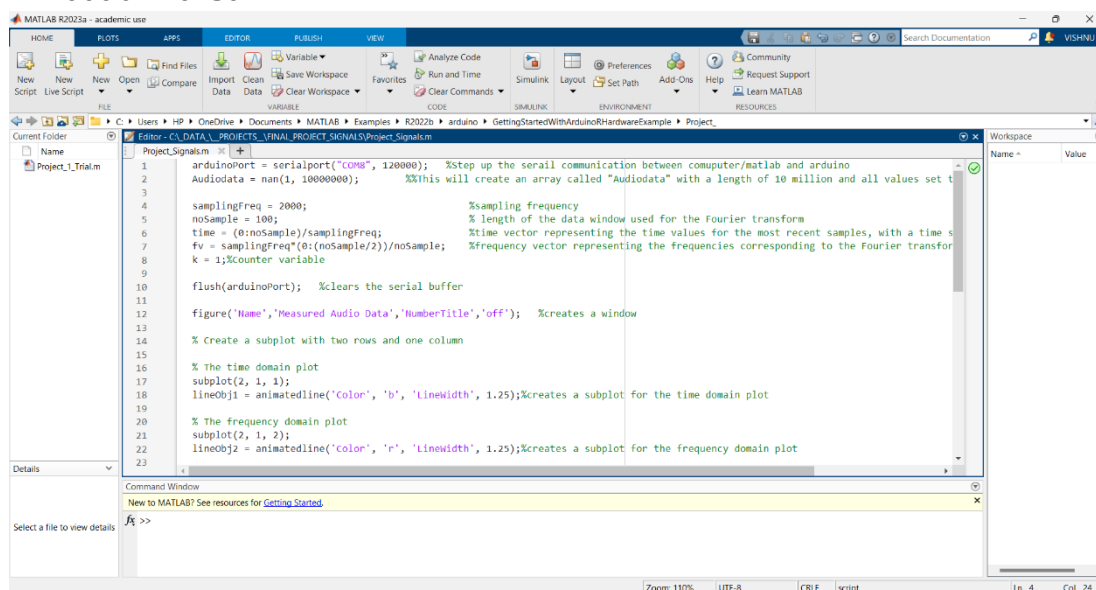 MATLAB R2023a - academic use
HOME PLOTS APPS EDITOR PUBLISH VIEW Search Documentation VISHNU
New Script
New Live Script
New
Open
Find Files
Compare
FILE
Import Data
Clean Data
Variable
Save Workspace
Clear Workspace
VARIABLE
Favorites
Analyze Code
Run and Time
Clear Commands
CODE
Simulink
SIMULINK
Layout
Preferences
Set Path
Add-Ons
ENVIRONMENT
Help
Community
Request Support
Learn MATLAB
RESOURCES
C: Users HP OneDrive Documents MATLAB Examples R2022b arduino GettingStartedWithArduinoRHardwareExample Project_
Current Folder
Name
Project_1_Trial.m
Details
Select a file to view details
Editor - C:\_DATA_\_PROJECTS_\FINAL_PROJECT_SIGNALS\Project_Signals.m
Project_Signals.m
1 arduinoPort = serialport("COM8", 120000); %Step up the serail communication between comuputer/matlab and arduino
2 Audiodata = nan(1, 10000000); %%This will create an array called "Audiodata" with a length of 10 million and all values set t
3
4 samplingFreq = 2000; %sampling frequency
5 noSample = 100; % length of the data window used for the Fourier transform
6 time = (0:noSample)/samplingFreq; %time vector representing the time values for the most recent samples, with a time s
7 fv = samplingFreq*(0:(noSample/2))/noSample; %frequency vector representing the frequencies corresponding to the Fourier transfor
8 k = 1;%Counter variable
9
10 flush(arduinoPort); %clears the serial buffer
11
12 figure('Name','Measured Audio Data','NumberTitle','off'); %creates a window
13
14 % Create a subplot with two rows and one column
15
16 % The time domain plot
17 subplot(2, 1, 1);
18 lineObj1 = animatedline('Color', 'b', 'LineWidth', 1.25);%creates a subplot for the time domain plot
19
20 % The frequency domain plot
21 subplot(2, 1, 2);
22 lineObj2 = animatedline('Color', 'r', 'LineWidth', 1.25);%creates a subplot for the frequency domain plot
23
Command Window
New to MATLAB? See resources for Getting Started.
fx >>
Workspace
Name Value
Zoom: 110% UTF-8 CRLF script Ln 4 Col 24